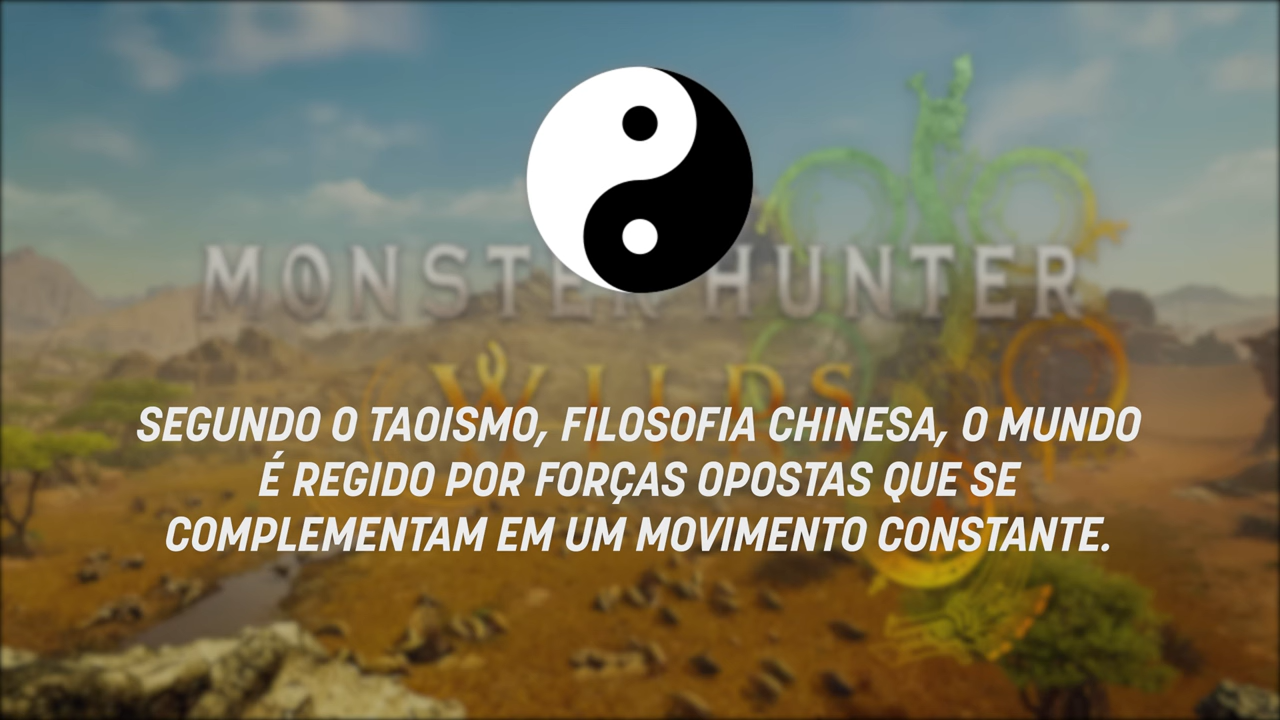 MONSTER HUNTER
WILDS
SEGUNDO O TAOISMO, FILOSOFIA CHINESA, O MUNDO
É REGIDO POR FORÇAS OPOSTAS QUE SE
COMPLEMENTAM EM UM MOVIMENTO CONSTANTE.